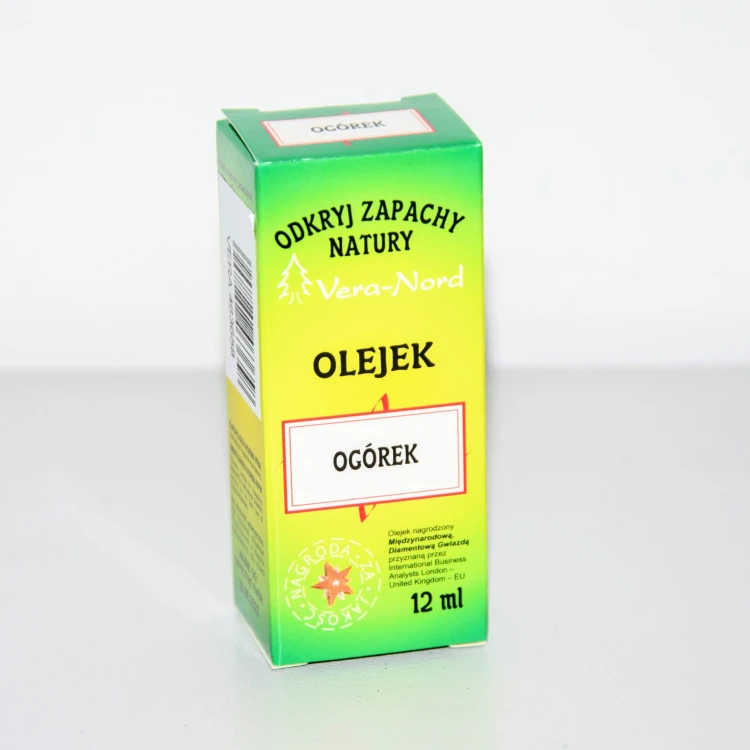 OGÓREK
ODKRYJ ZAPACHY
NATURY
Vera-Nord
OLEJEK
OGÓREK
Olejek nagrodzony
Międzynarodową,
Diamentową Gwiazdą
przyznaną przez
International Business
Analysts London –
United Kingdom – EU
NAGRODA • ZA • JAKOŚĆ •
12 ml